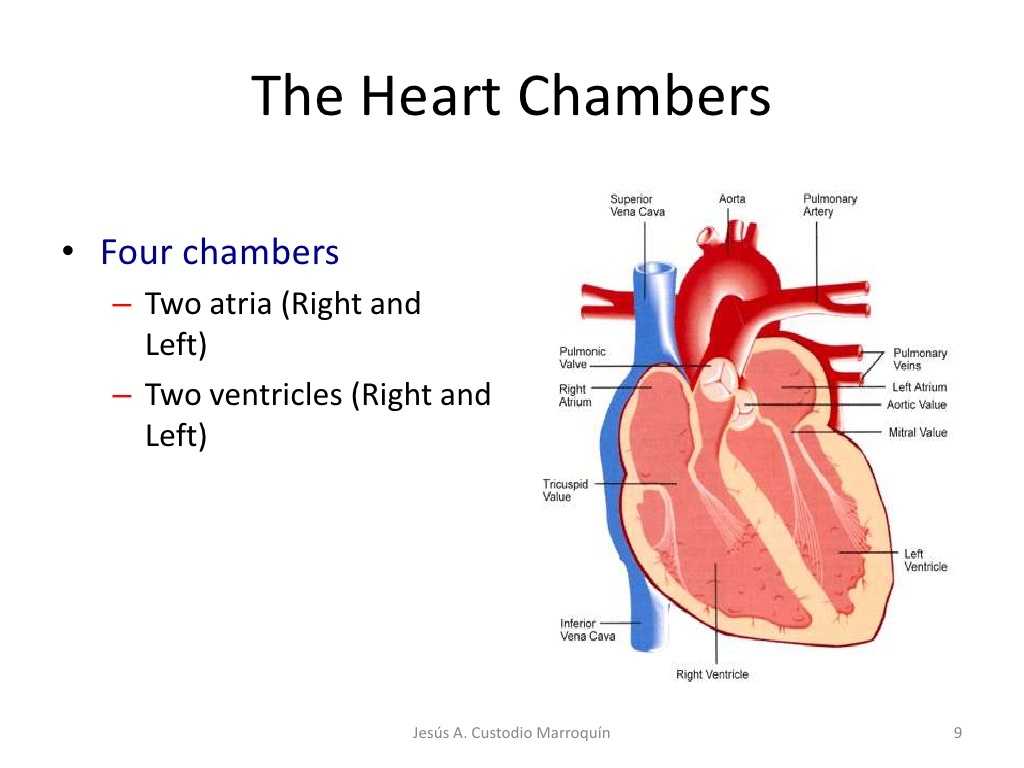 The Heart Chambers
• Four chambers
– Two atria (Right and
Left)
– Two ventricles (Right and
Left)
Superior
Vena Cava
Aorta
Pulmonary
Artery
Pulmonic
Valve
Right
Atrium
Tricuspid
Value
Inferior
Vena Cava
Right Ventricle
Pulmonary
Veins
Left Atrium
Aortic Value
Mitral Value
Left
Ventricle
Jesús A. Custodio Marroquín
9